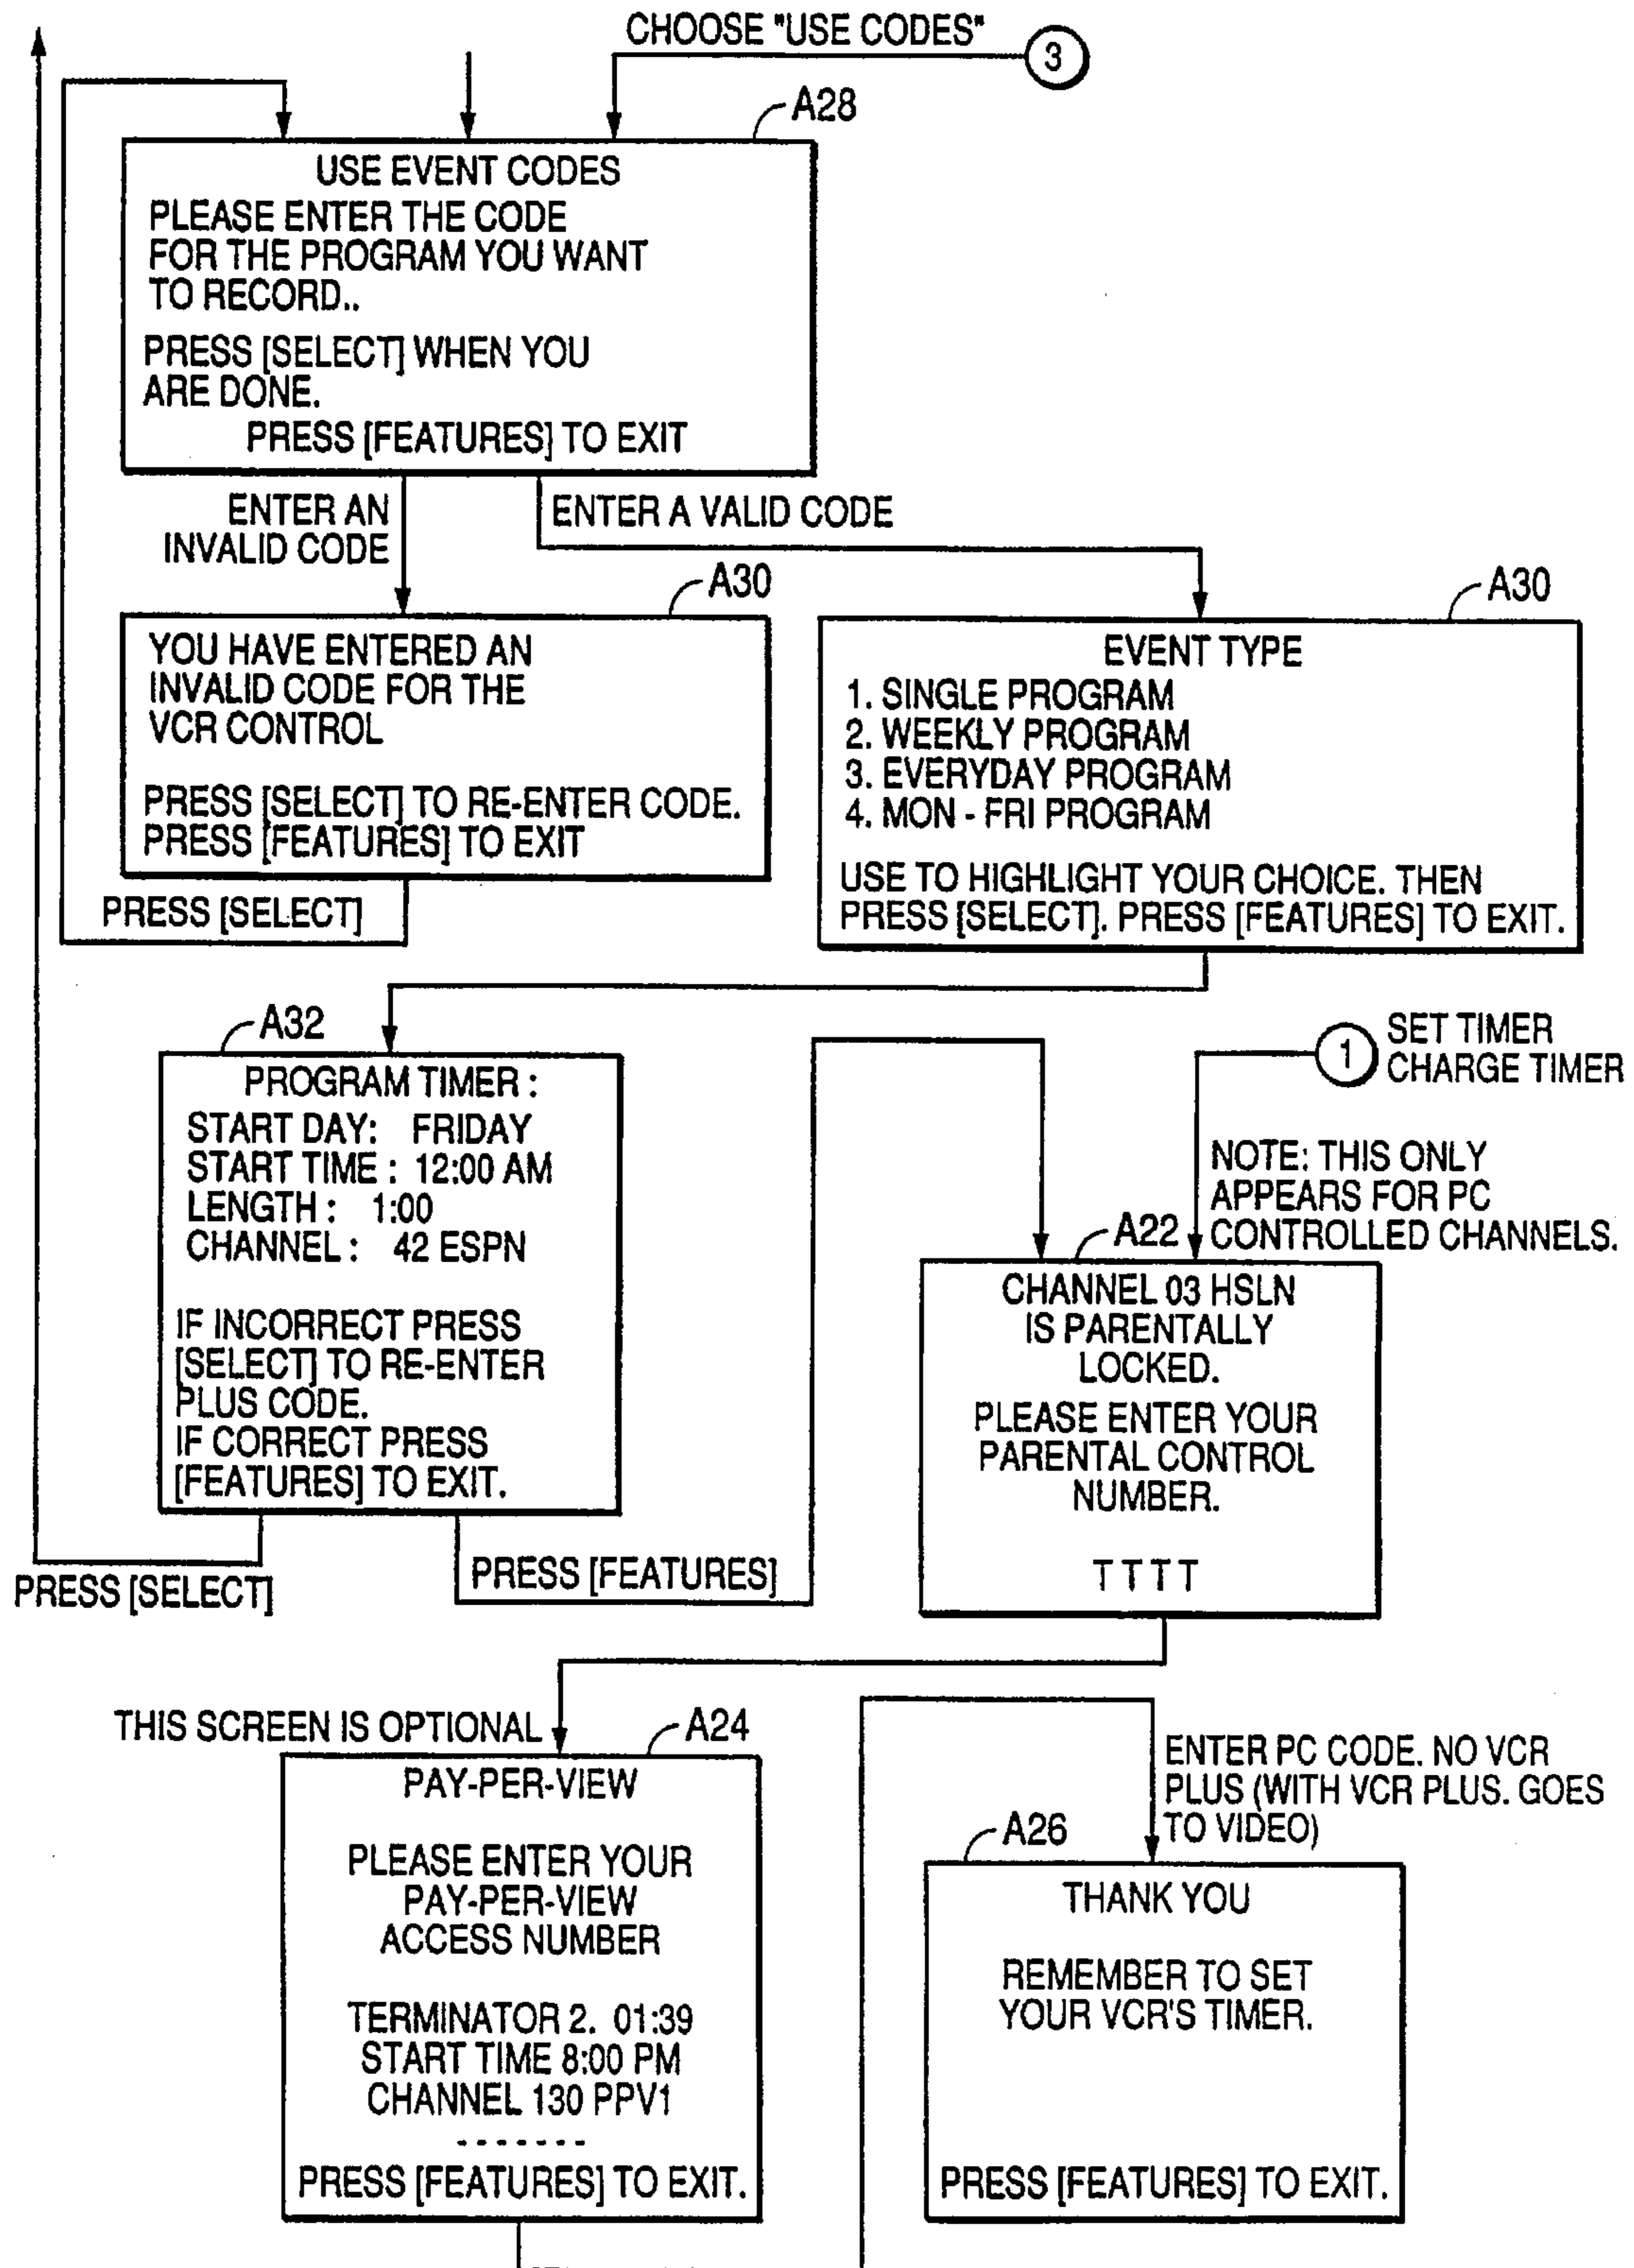 CHOOSE "USE CODES"
3
A28
USE EVENT CODES
PLEASE ENTER THE CODE
FOR THE PROGRAM YOU WANT
TO RECORD..
PRESS [SELECT] WHEN YOU
ARE DONE.
PRESS [FEATURES] TO EXIT
ENTER AN
INVALID CODE
ENTER A VALID CODE
A30
YOU HAVE ENTERED AN
INVALID CODE FOR THE
VCR CONTROL
PRESS [SELECT] TO RE-ENTER CODE.
PRESS [FEATURES] TO EXIT
PRESS [SELECT]
A30
EVENT TYPE
1. SINGLE PROGRAM
2. WEEKLY PROGRAM
3. EVERYDAY PROGRAM
4. MON - FRI PROGRAM
USE TO HIGHLIGHT YOUR CHOICE. THEN
PRESS [SELECT]. PRESS [FEATURES] TO EXIT.
A32
PROGRAM TIMER :
START DAY: FRIDAY
START TIME : 12:00 AM
LENGTH : 1:00
CHANNEL : 42 ESPN
IF INCORRECT PRESS
[SELECT] TO RE-ENTER
PLUS CODE.
IF CORRECT PRESS
[FEATURES] TO EXIT.
PRESS [SELECT]
PRESS [FEATURES]
1
SET TIMER
CHARGE TIMER
NOTE: THIS ONLY
APPEARS FOR PC
CONTROLLED CHANNELS.
A22
CHANNEL 03 HSLN
IS PARENTALLY
LOCKED.
PLEASE ENTER YOUR
PARENTAL CONTROL
NUMBER.
T T T T
THIS SCREEN IS OPTIONAL
A24
PAY-PER-VIEW
PLEASE ENTER YOUR
PAY-PER-VIEW
ACCESS NUMBER
TERMINATOR 2. 01:39
START TIME 8:00 PM
CHANNEL 130 PPV1
- - - - - - -
PRESS [FEATURES] TO EXIT.
ENTER PC CODE. NO VCR
PLUS (WITH VCR PLUS. GOES
TO VIDEO)
A26
THANK YOU
REMEMBER TO SET
YOUR VCR'S TIMER.
PRESS [FEATURES] TO EXIT.